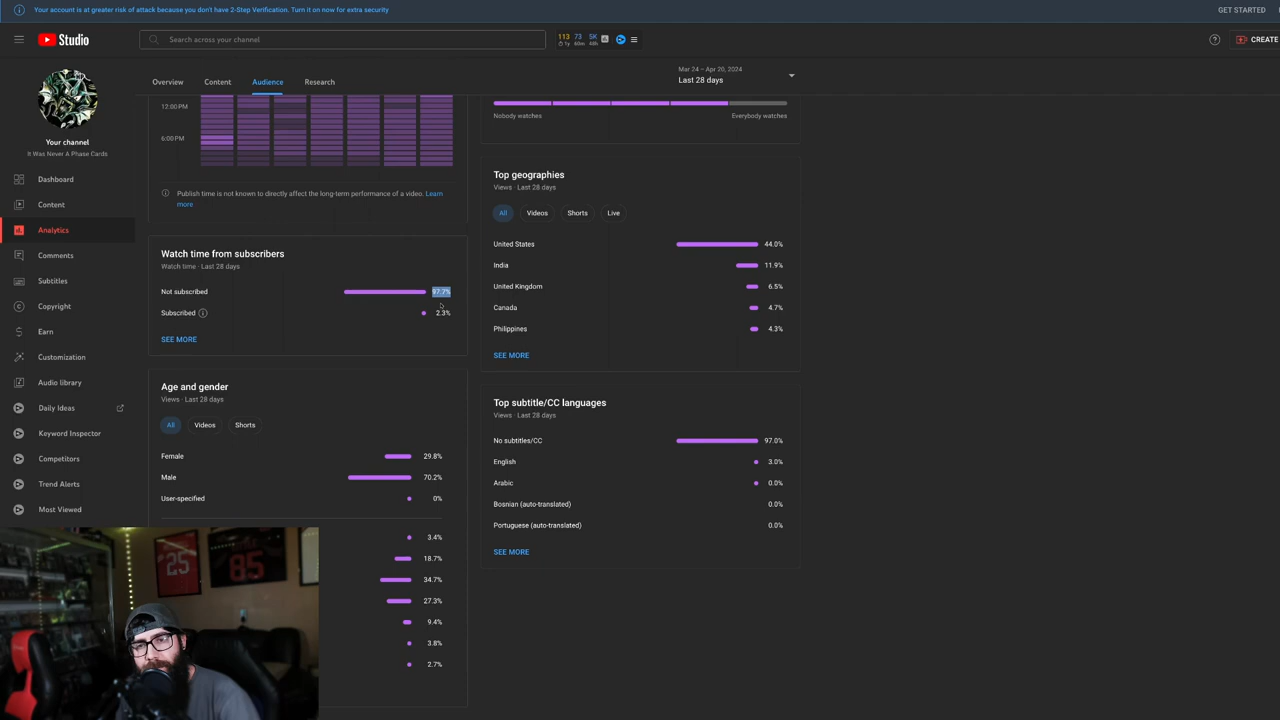 Your account is at greater risk of attack because you don't have 2-Step Verification. Turn it on now for extra security
GET STARTED
Studio
Search across your channel
113 73 5K
1y 60m 48h
CREATE
Your channel
It Was Never A Phase Cards
Dashboard
Content
Analytics
Comments
Subtitles
Copyright
Earn
Customization
Audio library
Daily Ideas
Keyword Inspector
Competitors
Trend Alerts
Most Viewed
Overview
Content
Audience
Research
Mar 24 – Apr 20, 2024
Last 28 days
12:00 PM
6:00 PM
Publish time is not known to directly affect the long-term performance of a video. Learn
more
Watch time from subscribers
Watch time · Last 28 days
Not subscribed 97.7%
Subscribed 2.3%
SEE MORE
Age and gender
Views · Last 28 days
All
Videos
Shorts
Female 29.8%
Male 70.2%
User-specified 0%
3.4%
18.7%
34.7%
27.3%
9.4%
3.8%
2.7%
Nobody watches
Everybody watches
Top geographies
Views · Last 28 days
All
Videos
Shorts
Live
United States 44.0%
India 11.9%
United Kingdom 6.5%
Canada 4.7%
Philippines 4.3%
SEE MORE
Top subtitle/CC languages
Views · Last 28 days
No subtitles/CC 97.0%
English 3.0%
Arabic 0.0%
Bosnian (auto-translated) 0.0%
Portuguese (auto-translated) 0.0%
SEE MORE
25
85